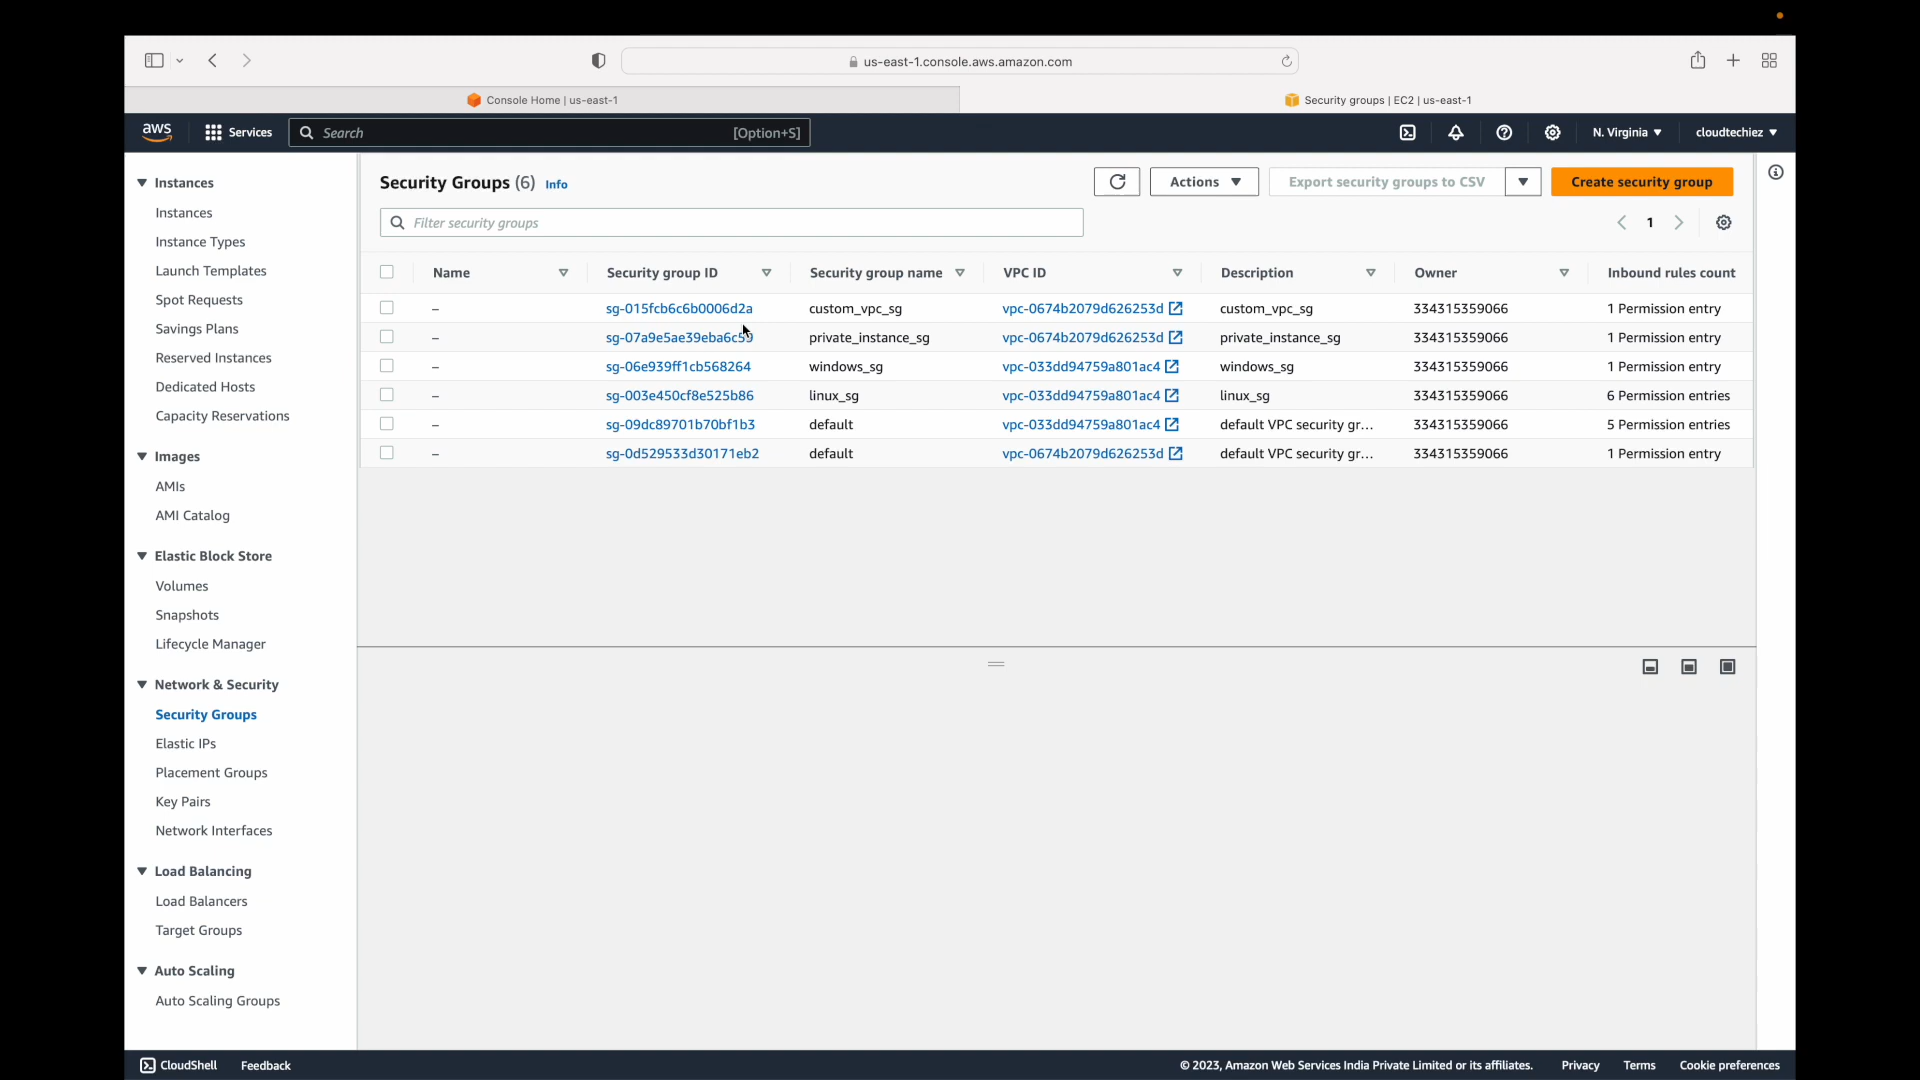 us-east-1.console.aws.amazon.com
Console Home | us-east-1
Security groups | EC2 | us-east-1
aws Services Search [Option+S] N. Virginia cloudtechiez
Instances
Instances
Instance Types
Launch Templates
Spot Requests
Savings Plans
Reserved Instances
Dedicated Hosts
Capacity Reservations
Images
AMIs
AMI Catalog
Elastic Block Store
Volumes
Snapshots
Lifecycle Manager
Network & Security
Security Groups
Elastic IPs
Placement Groups
Key Pairs
Network Interfaces
Load Balancing
Load Balancers
Target Groups
Auto Scaling
Auto Scaling Groups
Security Groups (6) Info Actions Export security groups to CSV Create security group
Filter security groups 1
Name Security group ID Security group name VPC ID Description Owner Inbound rules count
– sg-015fcb6c6b0006d2a custom_vpc_sg vpc-0674b2079d626253d custom_vpc_sg 334315359066 1 Permission entry
– sg-07a9e5ae39eba6c59 private_instance_sg vpc-0674b2079d626253d private_instance_sg 334315359066 1 Permission entry
– sg-06e939ff1cb568264 windows_sg vpc-033dd94759a801ac4 windows_sg 334315359066 1 Permission entry
– sg-003e450cf8e525b86 linux_sg vpc-033dd94759a801ac4 linux_sg 334315359066 6 Permission entries
– sg-09dc89701b70bf1b3 default vpc-033dd94759a801ac4 default VPC security gr... 334315359066 5 Permission entries
– sg-0d529533d30171eb2 default vpc-0674b2079d626253d default VPC security gr... 334315359066 1 Permission entry
CloudShell Feedback © 2023, Amazon Web Services India Private Limited or its affiliates. Privacy Terms Cookie preferences